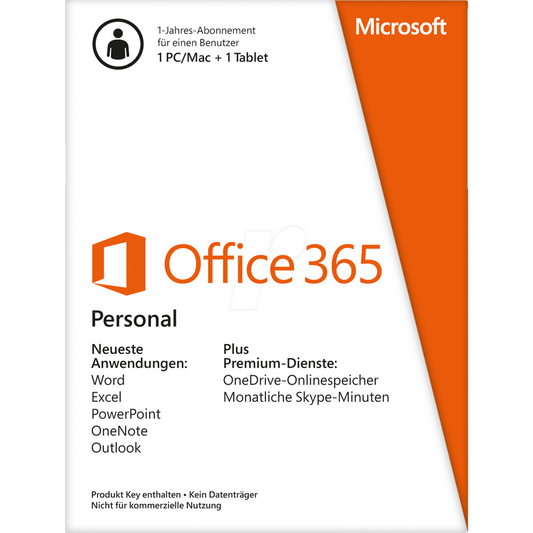 1-Jahres-Abonnement
für einen Benutzer
1 PC/Mac + 1 Tablet
Microsoft
Office 365
Personal
Neueste
Anwendungen:
Word
Excel
PowerPoint
OneNote
Outlook
Plus
Premium-Dienste:
OneDrive-Onlinespeicher
Monatliche Skype-Minuten
Produkt Key enthalten • Kein Datenträger
Nicht für kommerzielle Nutzung